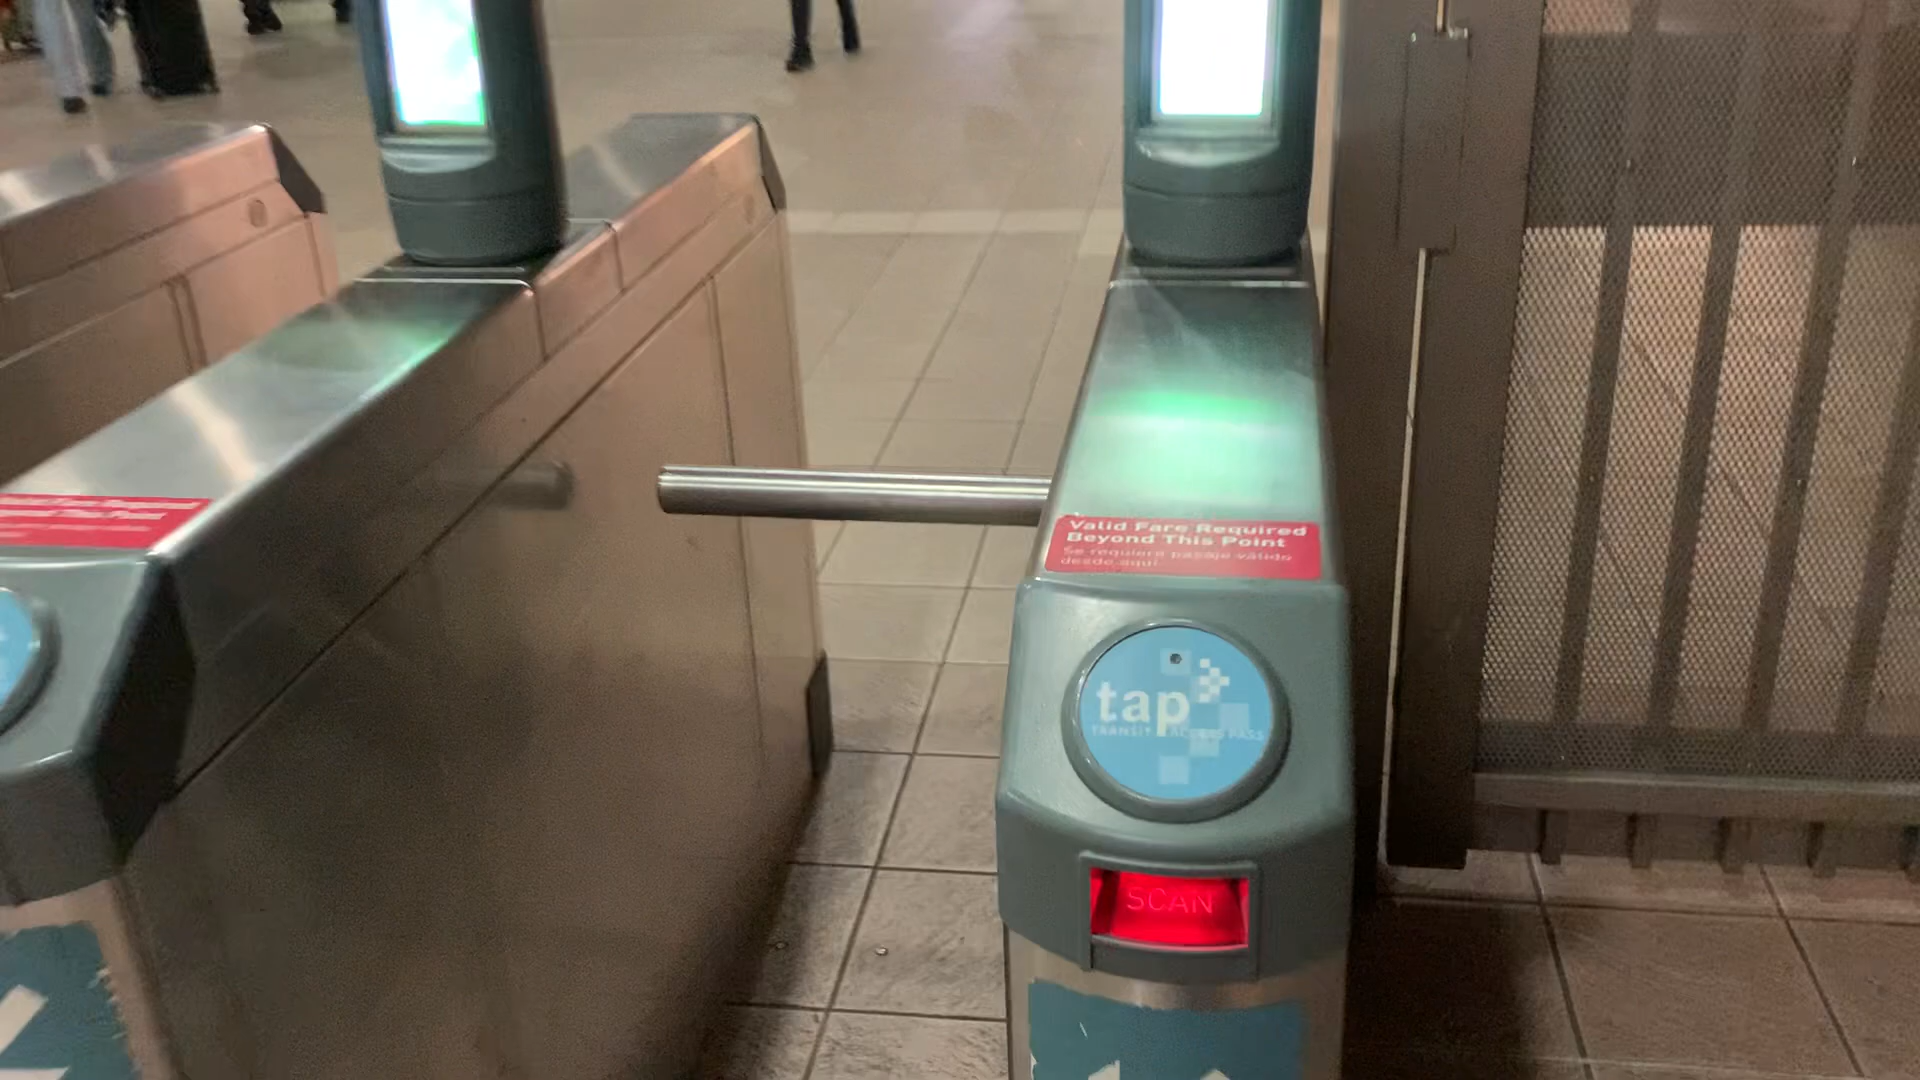 Valid Fare Required
Beyond This Point
Se requiere pasaje válido
desde aquí
tap
TRANSIT ACCESS PASS
SCAN